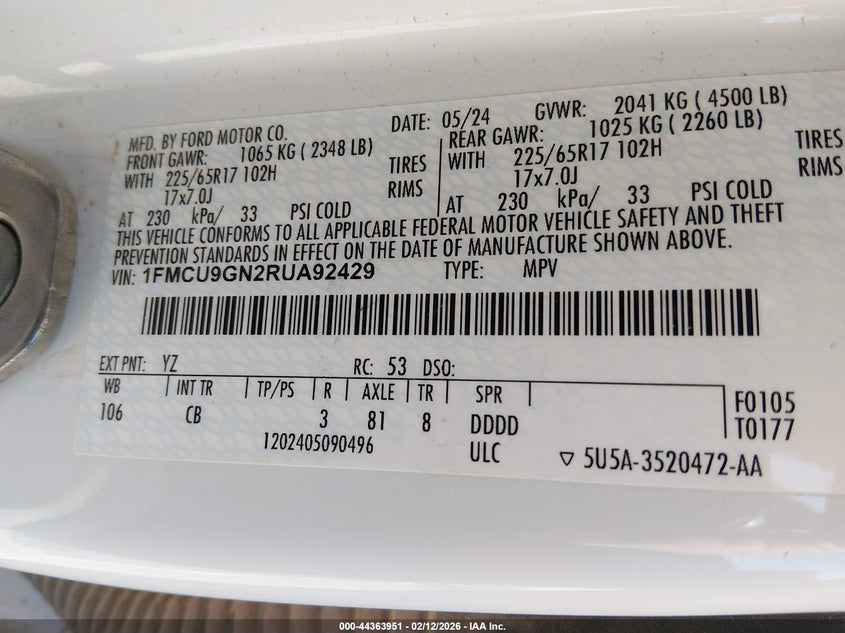 MFD. BY FORD MOTOR CO. DATE: 05/24 GVWR: 2041 KG ( 4500 LB)
FRONT GAWR: 1065 KG ( 2348 LB) REAR GAWR: 1025 KG ( 2260 LB)
WITH 225/65R17 102H TIRES WITH 225/65R17 102H TIRES
17x7.0J RIMS 17x7.0J RIMS
AT 230 kPa/ 33 PSI COLD AT 230 kPa/ 33 PSI COLD
THIS VEHICLE CONFORMS TO ALL APPLICABLE FEDERAL MOTOR VEHICLE SAFETY AND THEFT
PREVENTION STANDARDS IN EFFECT ON THE DATE OF MANUFACTURE SHOWN ABOVE.
VIN: 1FMCU9GN2RUA92429 TYPE: MPV
EXT PNT: YZ RC: 53 DSO:
WB INT TR TP/PS R AXLE TR SPR
106 CB 3 81 8 DDDD F0105
1202405090496 ULC T0177
▽ 5U5A-3520472-AA
000-44363951 - 02/12/2026 - IAA Inc.